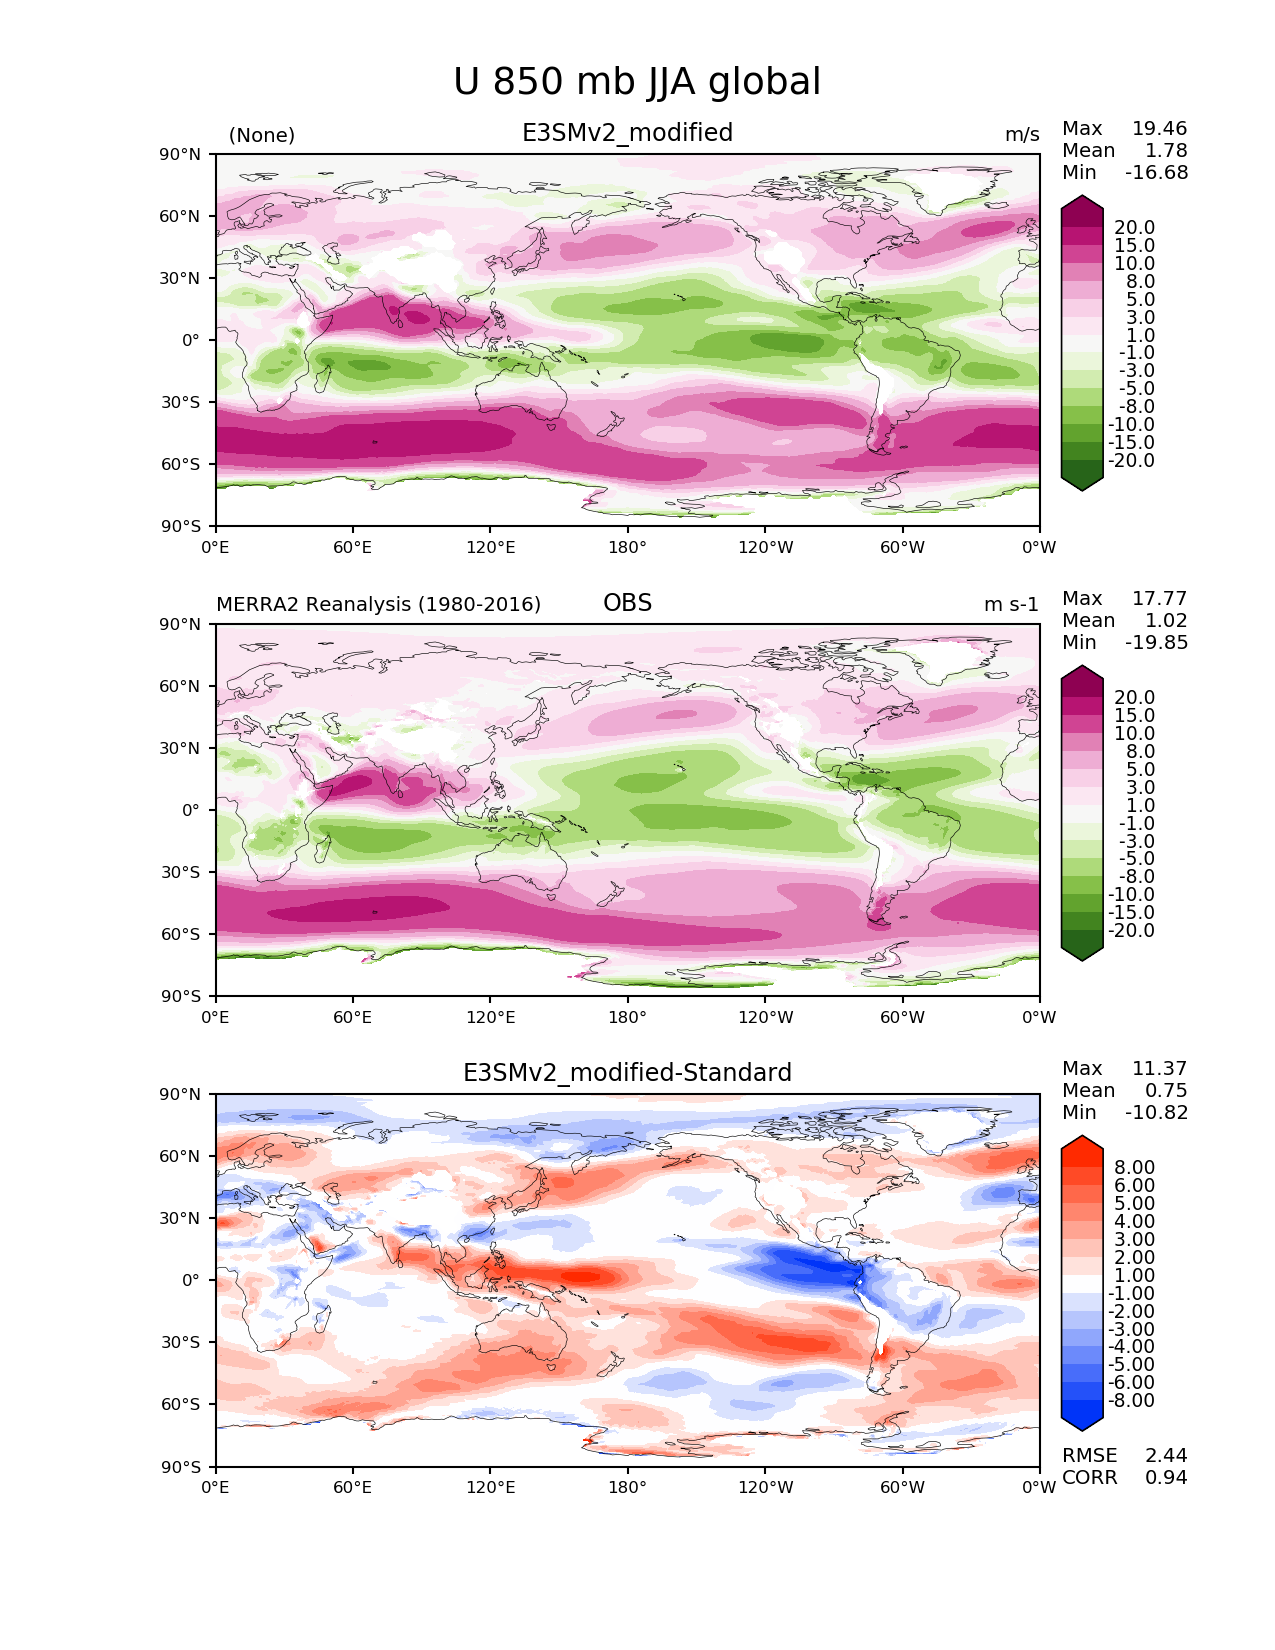 U 850 mb JJA global
(None) E3SMv2_modified m/s
Max 19.46
Mean 1.78
Min -16.68
90°N
60°N
30°N
0°
30°S
60°S
90°S
0°E 60°E 120°E 180° 120°W 60°W 0°W
20.0
15.0
10.0
8.0
5.0
3.0
1.0
-1.0
-3.0
-5.0
-8.0
-10.0
-15.0
-20.0
MERRA2 Reanalysis (1980-2016) OBS m s-1
Max 17.77
Mean 1.02
Min -19.85
90°N
60°N
30°N
0°
30°S
60°S
90°S
0°E 60°E 120°E 180° 120°W 60°W 0°W
20.0
15.0
10.0
8.0
5.0
3.0
1.0
-1.0
-3.0
-5.0
-8.0
-10.0
-15.0
-20.0
E3SMv2_modified-Standard
Max 11.37
Mean 0.75
Min -10.82
90°N
60°N
30°N
0°
30°S
60°S
90°S
0°E 60°E 120°E 180° 120°W 60°W 0°W
8.00
6.00
5.00
4.00
3.00
2.00
1.00
-1.00
-2.00
-3.00
-4.00
-5.00
-6.00
-8.00
RMSE 2.44
CORR 0.94